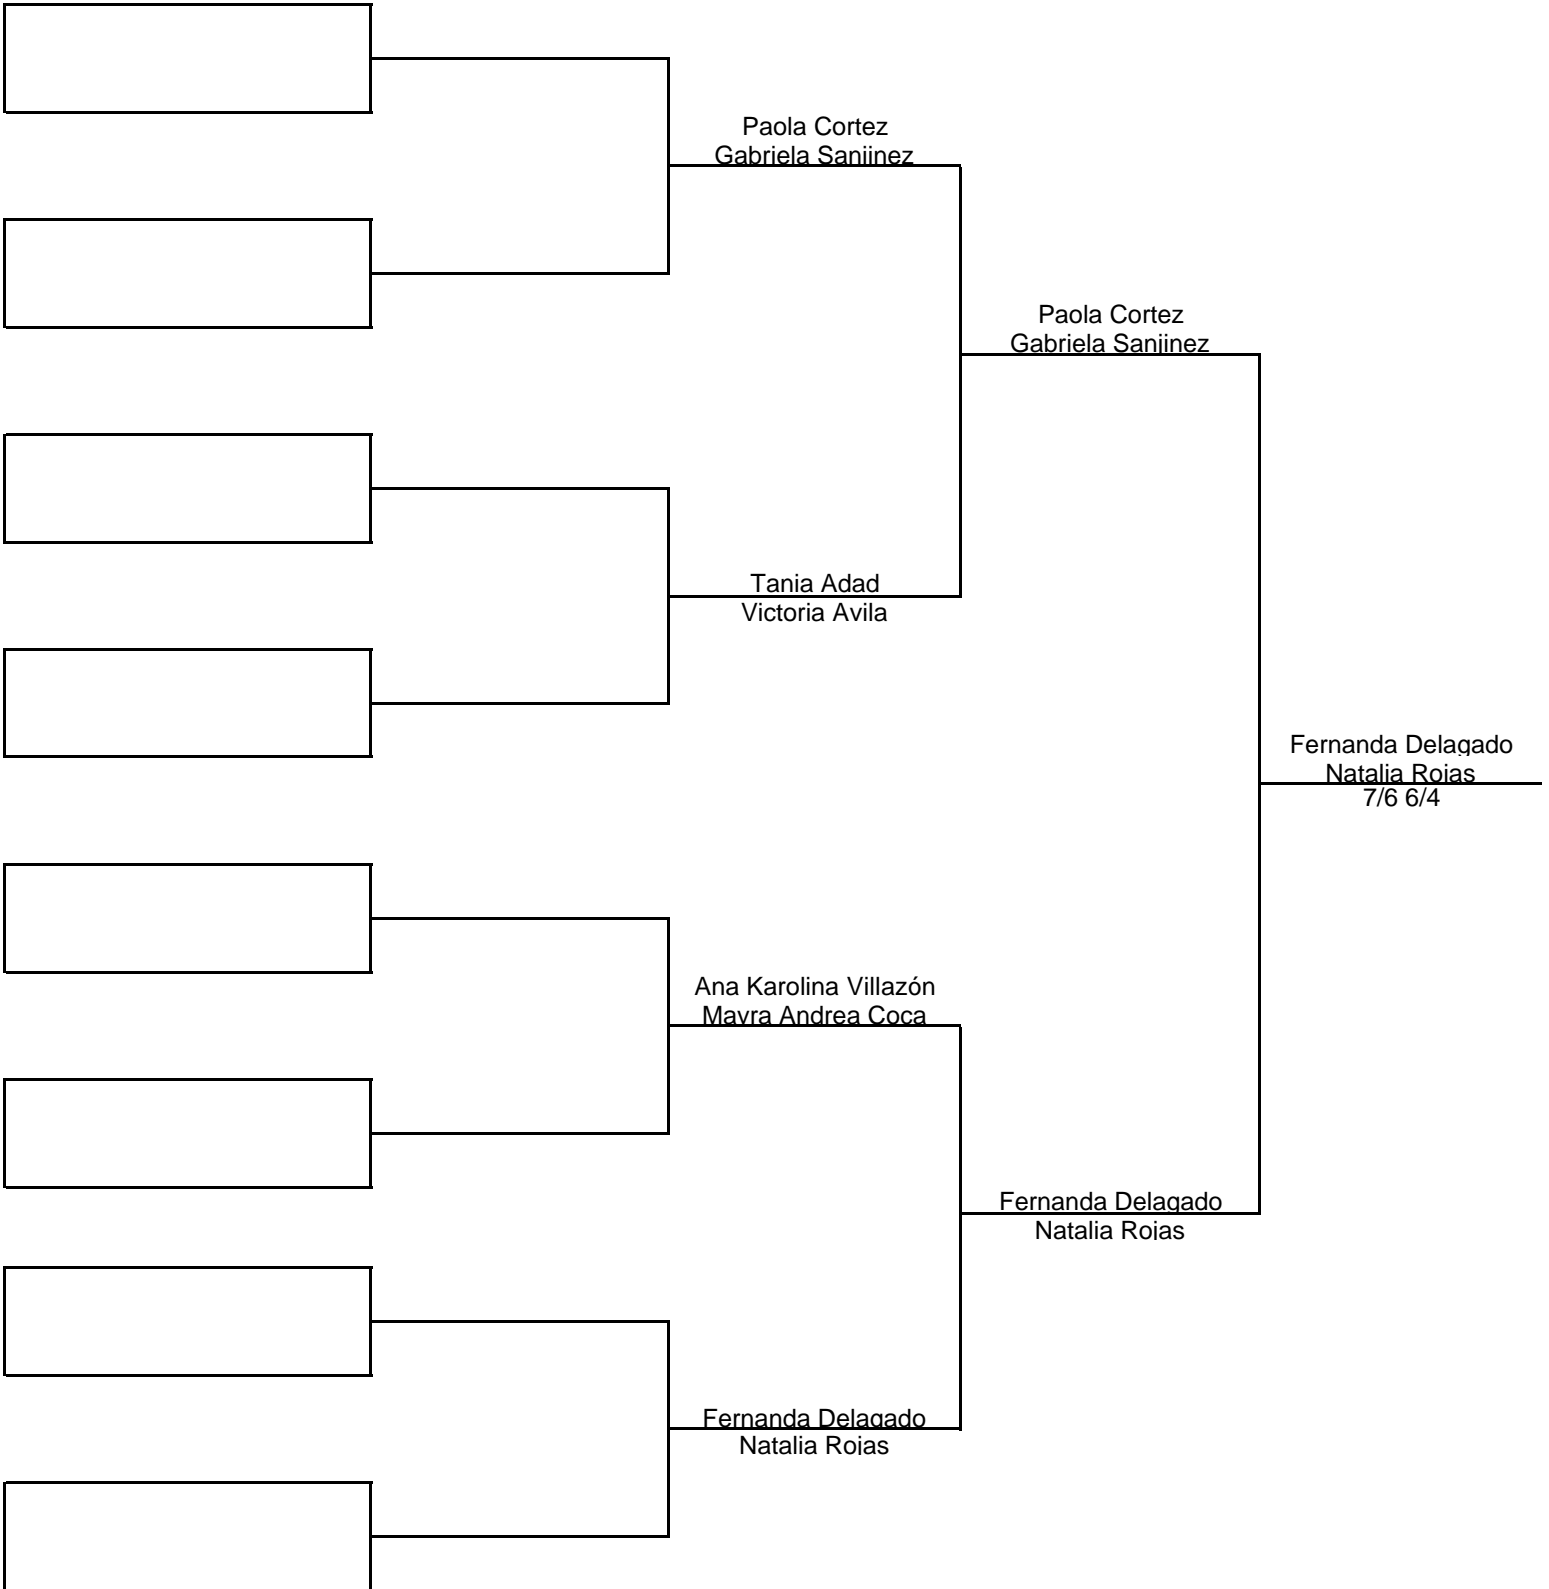 Paola Cortez
Gabriela Sanjinez
Paola Cortez
Gabriela Sanjinez
Tania Adad
Victoria Avila
Fernanda Delagado
Natalia Rojas
7/6 6/4
Ana Karolina Villazón
Mayra Andrea Coca
Fernanda Delagado
Natalia Rojas
Fernanda Delagado
Natalia Rojas